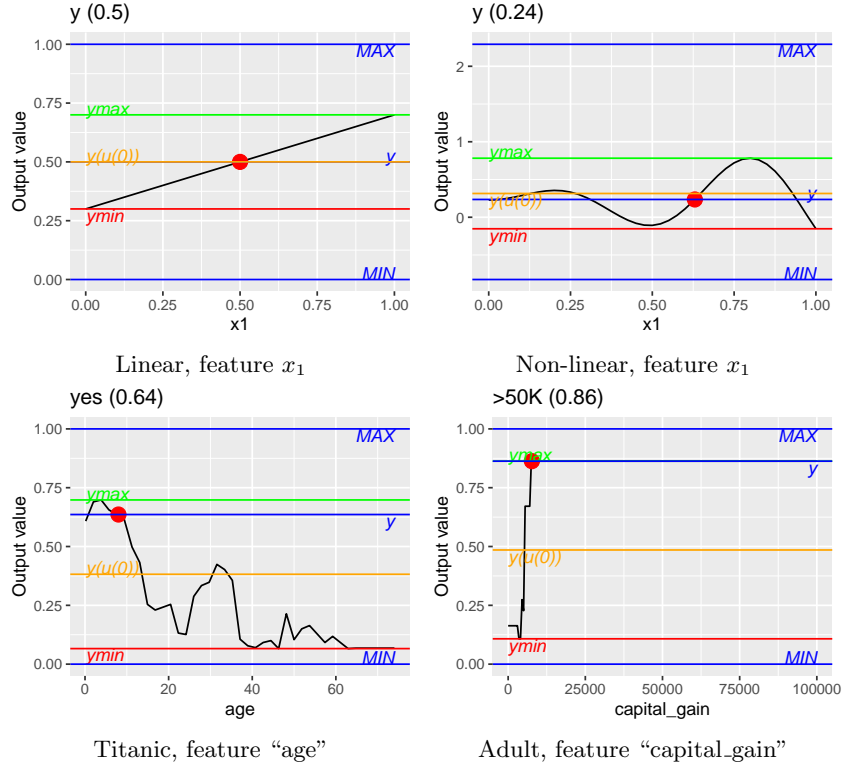 y (0.5)
1.00
0.75
0.50
0.25
0.00
Output value
MAX
ymax
y(u(0))
y
ymin
MIN
0.00 0.25 0.50 0.75 1.00
x1
Linear, feature x1
y (0.24)
2
1
0
Output value
MAX
ymax
y
y(u(0))
ymin
MIN
0.00 0.25 0.50 0.75 1.00
x1
Non-linear, feature x1
yes (0.64)
1.00
0.75
0.50
0.25
0.00
Output value
MAX
ymax
y
y(u(0))
ymin
MIN
0 20 40 60
age
Titanic, feature “age”
>50K (0.86)
1.00
0.75
0.50
0.25
0.00
Output value
MAX
ymax
y
y(u(0))
ymin
MIN
0 25000 50000 75000 100000
capital_gain
Adult, feature “capital_gain”